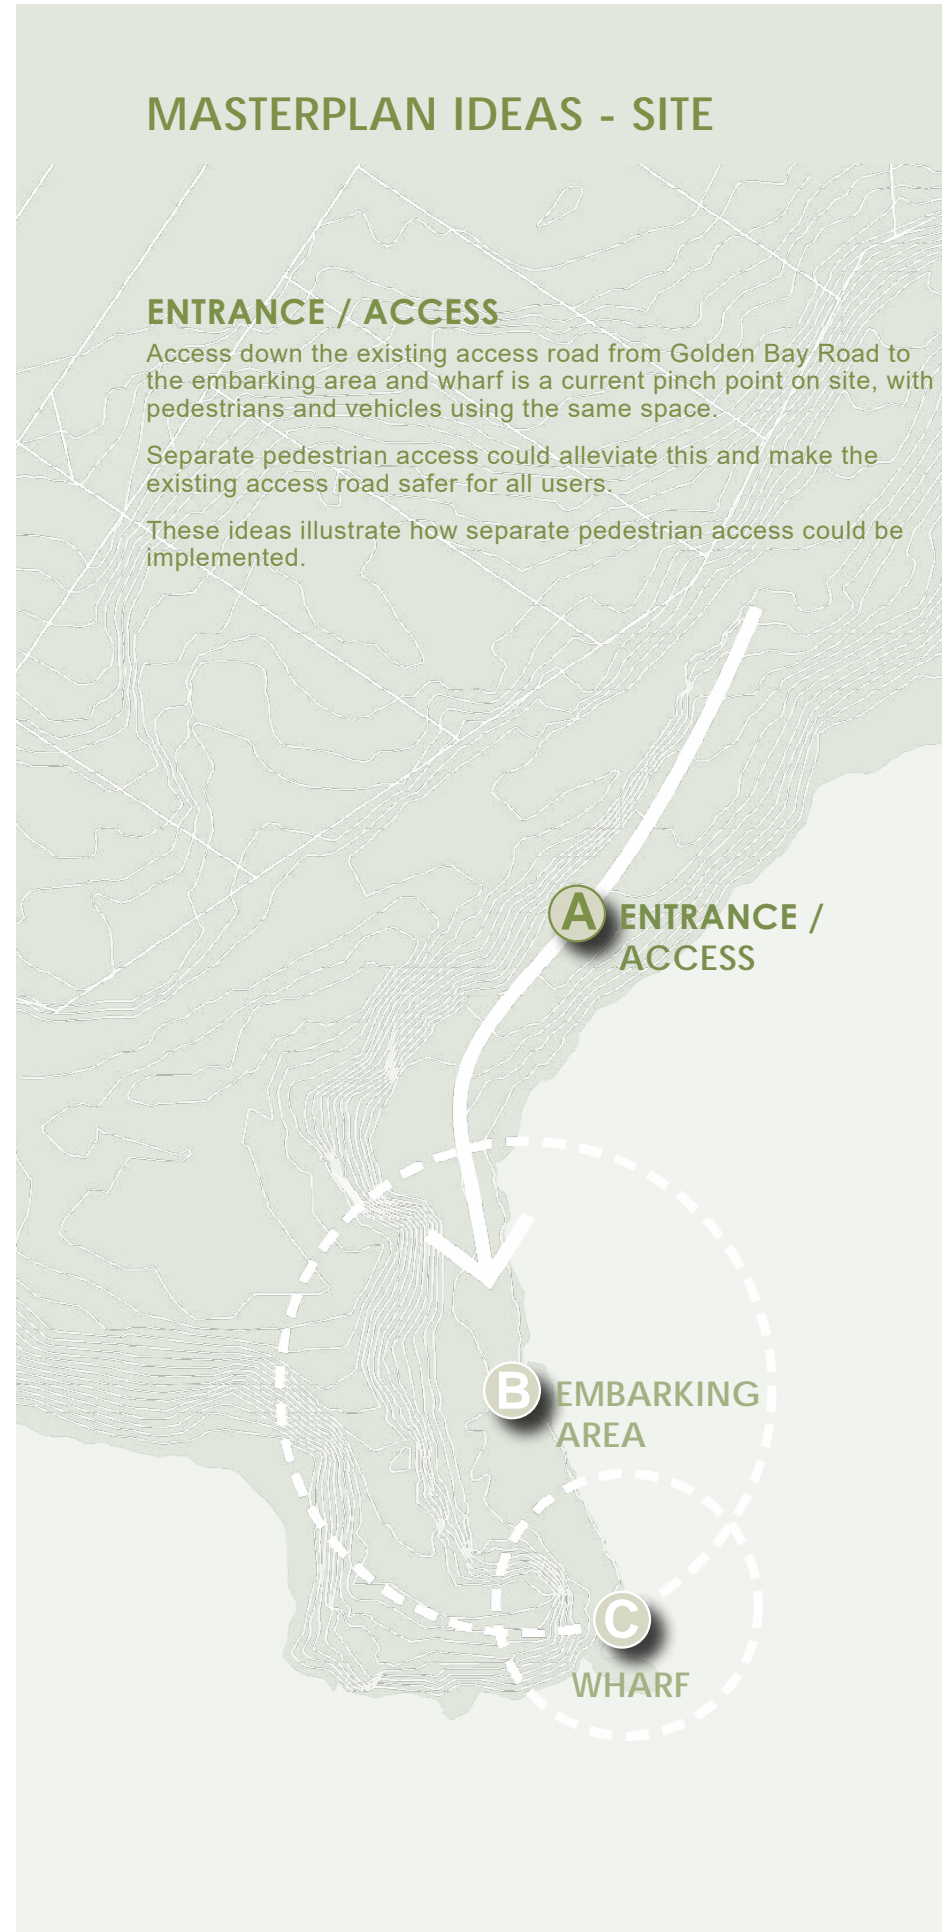 MASTERPLAN IDEAS - SITE
ENTRANCE / ACCESS
Access down the existing access road from Golden Bay Road to
the embarking area and wharf is a current pinch point on site, with
pedestrians and vehicles using the same space.
Separate pedestrian access could alleviate this and make the
existing access road safer for all users.
These ideas illustrate how separate pedestrian access could be
implemented.
A ENTRANCE /
ACCESS
B EMBARKING
AREA
C
WHARF